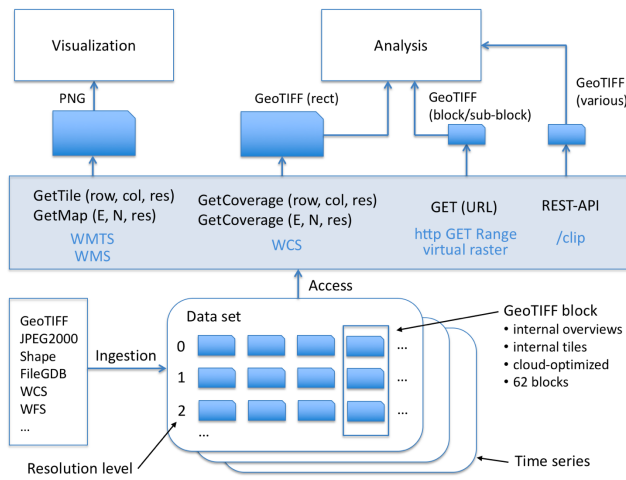 Visualization
Analysis
PNG
GeoTIFF (rect)
GeoTIFF
(block/sub-block)
GeoTIFF
(various)
GetTile (row, col, res)
GetMap (E, N, res)
WMTS
WMS
GetCoverage (row, col, res)
GetCoverage (E, N, res)
WCS
GET (URL)
http GET Range
virtual raster
REST-API
/clip
Access
GeoTIFF
JPEG2000
Shape
FileGDB
WCS
WFS
...
Ingestion
Data set
0
...
1
...
2
...
...
GeoTIFF block
• internal overviews
• internal tiles
• cloud-optimized
• 62 blocks
Resolution level
Time series